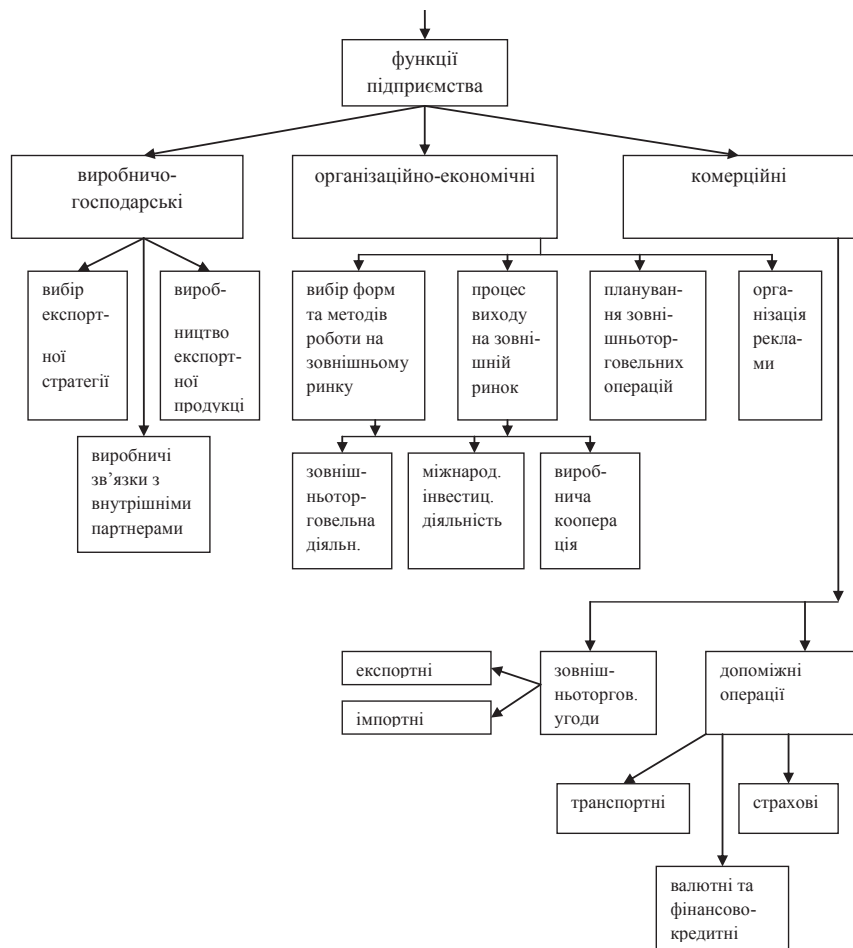 функції
підприємства
виробничо-
господарські
організаційно-економічні
комерційні
вибір
експорт-
ної
стратегії
вироб-
ництво
експорт-
ної
продукці
виробничі
зв’язки з
внутрішніми
партнерами
вибір форм
та методів
роботи на
зовнішньому
ринку
процес
виходу
на зовні-
шній
ринок
плануван-
ня зовні-
шньотор-
говельних
операцій
орга-
нізація
рекла-
ми
зовніш-
ньотор-
говельна
діяльн.
міжнарод.
інвестиц.
діяльність
вироб-
нича
коопера
ція
експортні
імпортні
зовніш-
ньоторгов.
угоди
допоміжні
операції
транспортні
страхові
валютні та
фінансово-
кредитні